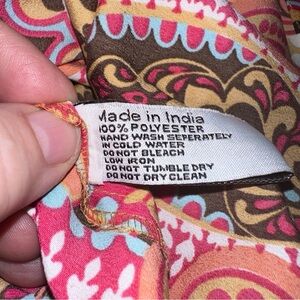 Made in India
100% POLYESTER
HAND WASH SEPERATELY
IN COLD WATER
DO NOT BLEACH
LOW IRON
DO NOT TUMBLE DRY
DO NOT DRY CLEAN